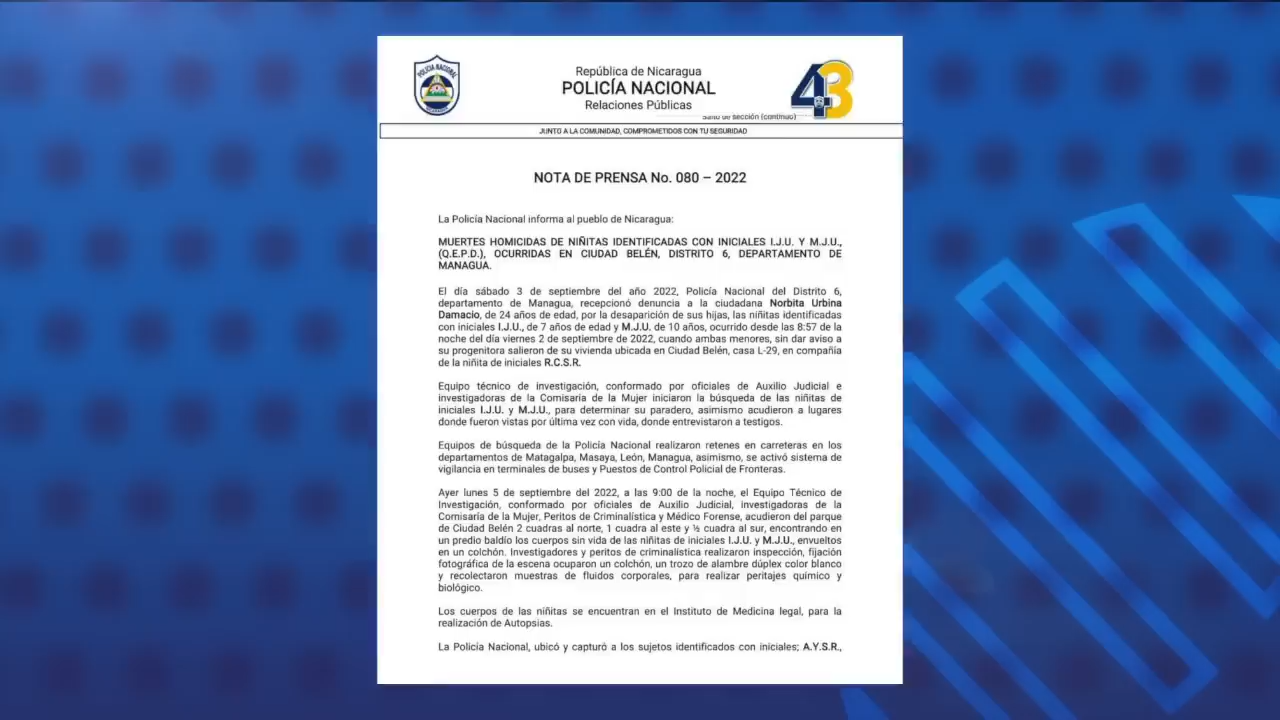 POLICÍA NACIONAL
República de Nicaragua
POLICÍA NACIONAL
Relaciones Públicas
43
Salto de sección (continuo)
JUNTO A LA COMUNIDAD, COMPROMETIDOS CON TU SEGURIDAD
NOTA DE PRENSA No. 080 – 2022
La Policía Nacional informa al pueblo de Nicaragua:
MUERTES HOMICIDAS DE NIÑITAS IDENTIFICADAS CON INICIALES I.J.U. Y M.J.U.,
(Q.E.P.D.), OCURRIDAS EN CIUDAD BELÉN, DISTRITO 6, DEPARTAMENTO DE
MANAGUA.
El día sábado 3 de septiembre del año 2022, Policía Nacional del Distrito 6,
departamento de Managua, recepcionó denuncia a la ciudadana Norbita Urbina
Damacio, de 24 años de edad, por la desaparición de sus hijas, las niñitas identificadas
con iniciales I.J.U., de 7 años de edad y M.J.U. de 10 años, ocurrido desde las 8:57 de la
noche del día viernes 2 de septiembre de 2022, cuando ambas menores, sin dar aviso a
su progenitora salieron de su vivienda ubicada en Ciudad Belén, casa L-29, en compañía
de la niñita de iniciales R.C.S.R.
Equipo técnico de investigación, conformado por oficiales de Auxilio Judicial e
investigadoras de la Comisaría de la Mujer iniciaron la búsqueda de las niñitas de
iniciales I.J.U. y M.J.U., para determinar su paradero, asimismo acudieron a lugares
donde fueron vistas por última vez con vida, donde entrevistaron a testigos.
Equipos de búsqueda de la Policía Nacional realizaron retenes en carreteras en los
departamentos de Matagalpa, Masaya, León, Managua, asimismo, se activó sistema de
vigilancia en terminales de buses y Puestos de Control Policial de Fronteras.
Ayer lunes 5 de septiembre del 2022, a las 9:00 de la noche, el Equipo Técnico de
Investigación, conformado por oficiales de Auxilio Judicial, investigadoras de la
Comisaría de la Mujer, Peritos de Criminalística y Médico Forense, acudieron del parque
de Ciudad Belén 2 cuadras al norte, 1 cuadra al este y ½ cuadra al sur, encontrando en
un predio baldío los cuerpos sin vida de las niñitas de iniciales I.J.U. y M.J.U., envueltos
en un colchón. Investigadores y peritos de criminalística realizaron inspección, fijación
fotográfica de la escena ocuparon un colchón, un trozo de alambre dúplex color blanco
y recolectaron muestras de fluidos corporales, para realizar peritajes químico y
biológico.
Los cuerpos de las niñitas se encuentran en el Instituto de Medicina legal, para la
realización de Autopsias.
La Policía Nacional, ubicó y capturó a los sujetos identificados con iniciales; A.Y.S.R.,